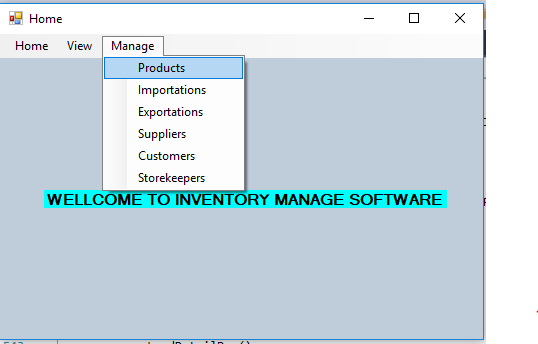 Home
Home View Manage
Products
Importations
Exportations
Suppliers
Customers
Storekeepers
WELLCOME TO INVENTORY MANAGE SOFTWARE